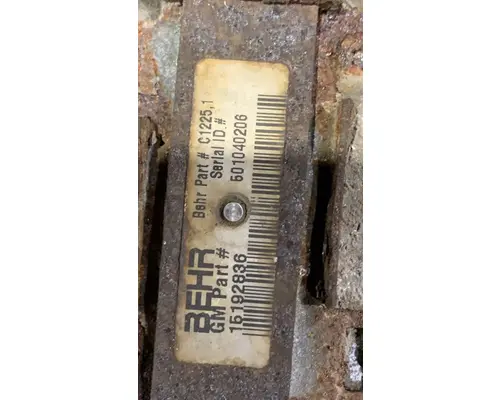 BEHR
Behr Part # C1225,1
Serial ID.#
501040206
GM Part #
15192836